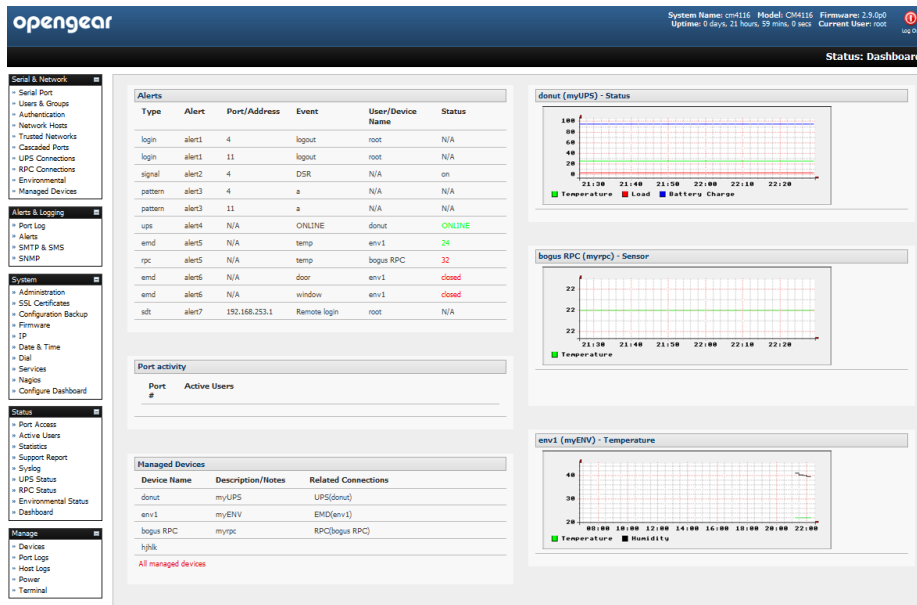 opengear
System Name: cm4116 Model: CM4116 Firmware: 2.9.0p0
Uptime: 0 days, 21 hours, 59 mins, 0 secs Current User: root
Log O
Status: Dashboar
Serial & Network
» Serial Port
» Users & Groups
» Authentication
» Network Hosts
» Trusted Networks
» Cascaded Ports
» UPS Connections
» RPC Connections
» Environmental
» Managed Devices
Alerts & Logging
» Port Log
» Alerts
» SMTP & SMS
» SNMP
System
» Administration
» SSL Certificates
» Configuration Backup
» Firmware
» IP
» Date & Time
» Dial
» Services
» Nagios
» Configure Dashboard
Status
» Port Access
» Active Users
» Statistics
» Support Report
» Syslog
» UPS Status
» RPC Status
» Environmental Status
» Dashboard
Manage
» Devices
» Port Logs
» Host Logs
» Power
» Terminal
Alerts
Type Alert Port/Address Event User/Device Name Status
login alert1 4 logout root N/A
login alert1 11 logout root N/A
signal alert2 4 DSR root on
pattern alert3 4 a N/A N/A
pattern alert3 11 a N/A N/A
ups alert4 N/A ONLINE donut ONLINE
emd alert5 N/A temp env1 24
rpc alert5 N/A temp bogus RPC 32
emd alert6 N/A door env1 closed
emd alert6 N/A window env1 closed
sdt alert7 192.168.253.1 Remote login root N/A
Port activity
Port # Active Users
Managed Devices
Device Name Description/Notes Related Connections
donut myUPS UPS(donut)
env1 myENV EMD(env1)
bogus RPC myrpc RPC(bogus RPC)
hjhlk
All managed devices
donut (myUPS) - Status
100
80
60
40
20
0
21:30 21:40 21:50 22:00 22:10 22:20
Temperature Load Battery Charge
bogus RPC (myrpc) - Sensor
22
22
22
21:30 21:40 21:50 22:00 22:10 22:20
Temperature
env1 (myENV) - Temperature
40
30
20
08:00 10:00 12:00 14:00 16:00 18:00 20:00 22:00
Temperature Humidity